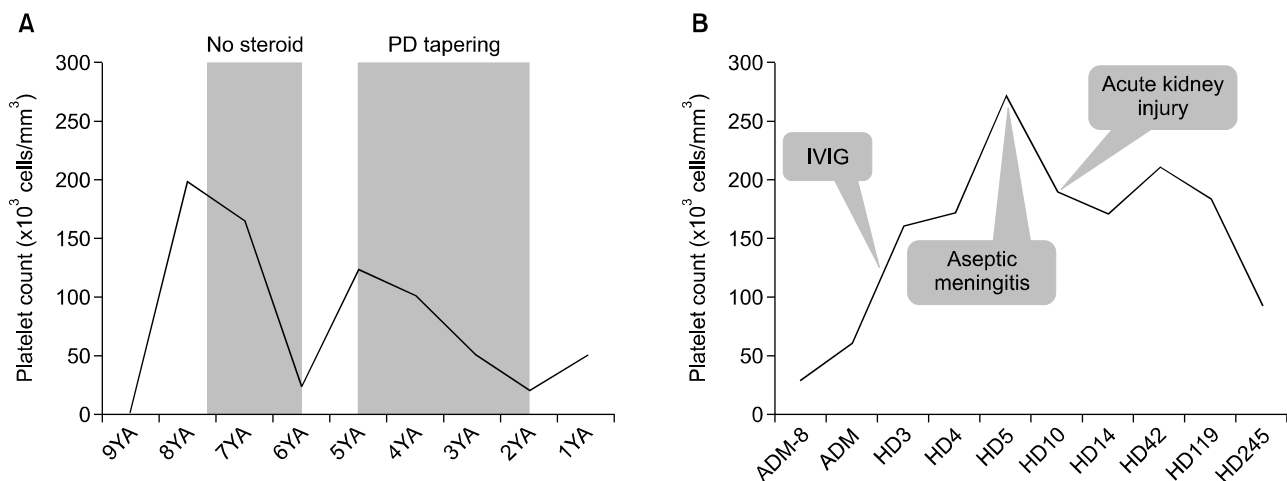 A
No steroid
PD tapering
Platelet count (x10³ cells/mm³)
300
250
200
150
100
50
0
9YA
8YA
7YA
6YA
5YA
4YA
3YA
2YA
1YA
B
Platelet count (x10³ cells/mm³)
300
250
200
150
100
50
0
IVIG
Aseptic
meningitis
Acute kidney
injury
ADM-8
ADM
HD3
HD4
HD5
HD10
HD14
HD42
HD119
HD245